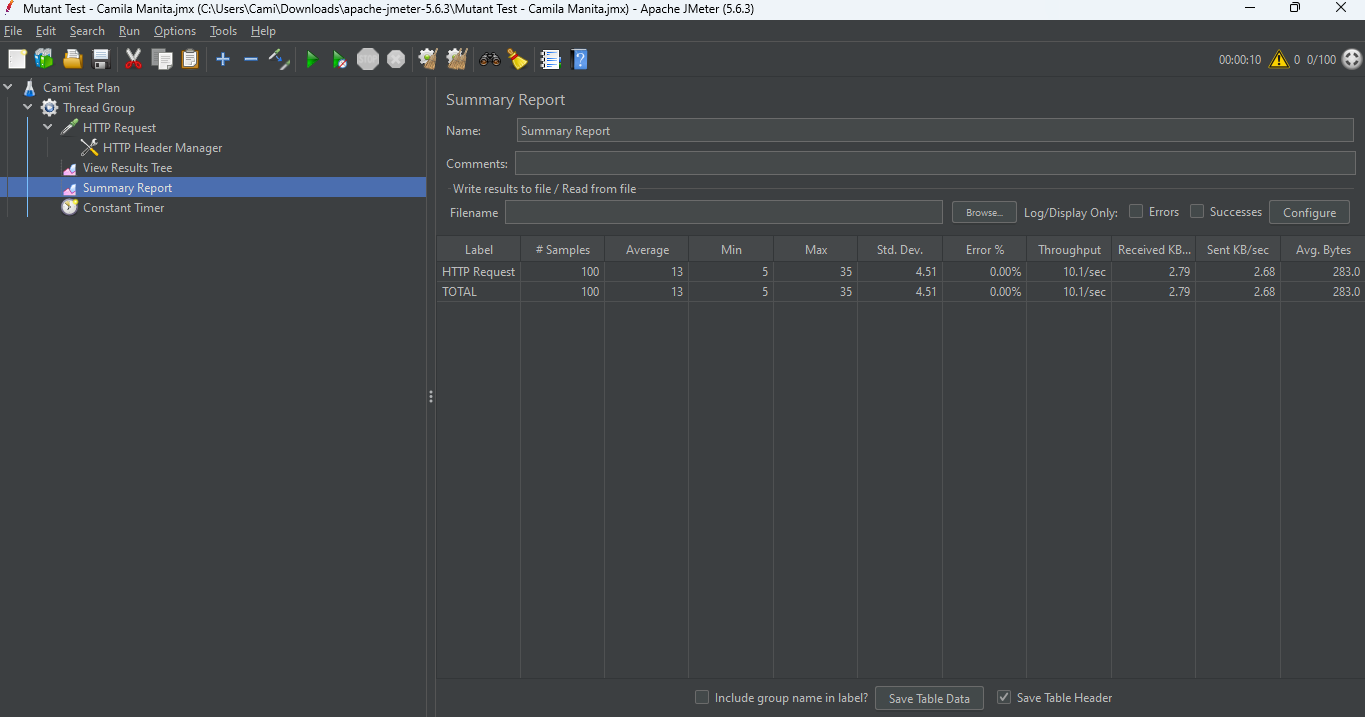 Mutant Test - Camila Manita.jmx (C:\Users\Cami\Downloads\apache-jmeter-5.6.3\Mutant Test - Camila Manita.jmx) - Apache JMeter (5.6.3)
File Edit Search Run Options Tools Help
STOP 00:00:10 0 0/100
Cami Test Plan
Thread Group
HTTP Request
HTTP Header Manager
View Results Tree
Summary Report
Constant Timer
Summary Report
Name: Summary Report
Comments:
Write results to file / Read from file
Filename Browse... Log/Display Only: Errors Successes Configure
Label # Samples Average Min Max Std. Dev. Error % Throughput Received KB... Sent KB/sec Avg. Bytes
HTTP Request 100 13 5 35 4.51 0.00% 10.1/sec 2.79 2.68 283.0
TOTAL 100 13 5 35 4.51 0.00% 10.1/sec 2.79 2.68 283.0
Include group name in label? Save Table Data Save Table Header